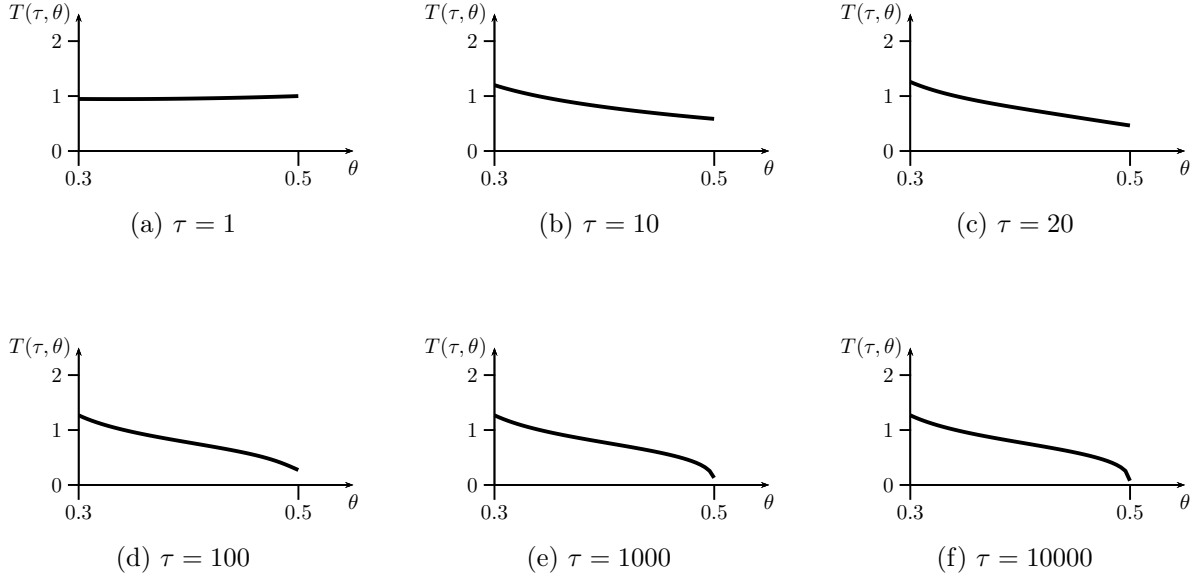 T(τ, θ) T(τ, θ) T(τ, θ)
2 2 2
1 1 1
0 0 0
0.3 0.5 θ 0.3 0.5 θ 0.3 0.5 θ
(a) τ = 1 (b) τ = 10 (c) τ = 20
T(τ, θ) T(τ, θ) T(τ, θ)
2 2 2
1 1 1
0 0 0
0.3 0.5 θ 0.3 0.5 θ 0.3 0.5 θ
(d) τ = 100 (e) τ = 1000 (f) τ = 10000